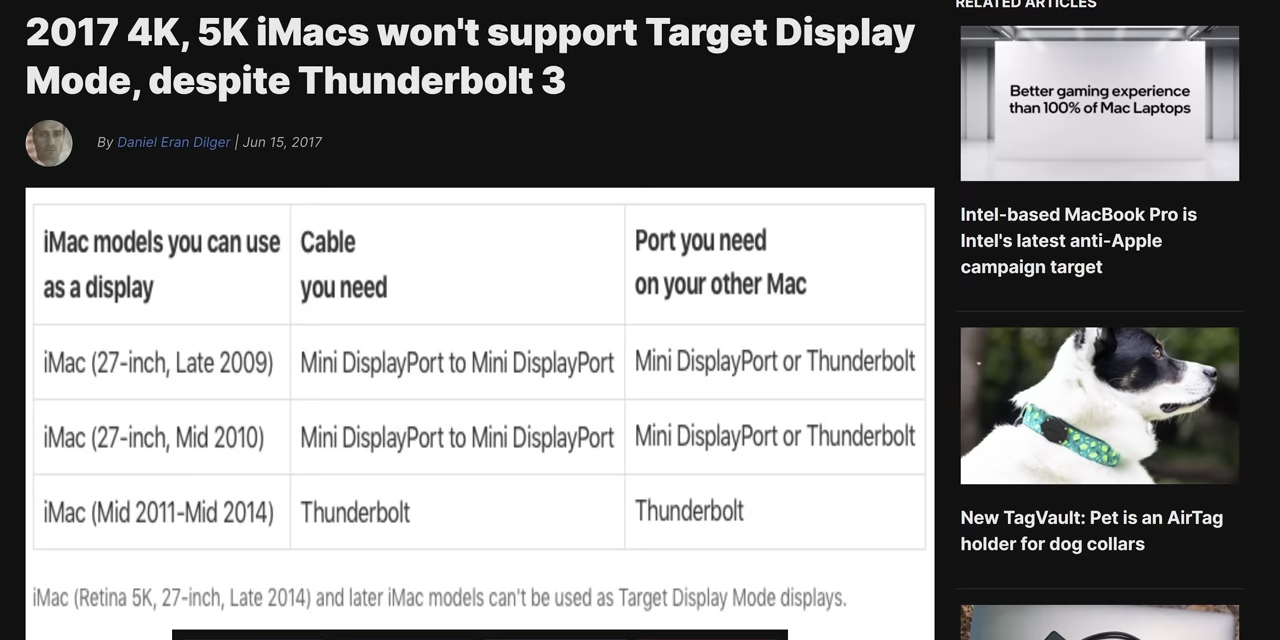 2017 4K, 5K iMacs won't support Target Display
Mode, despite Thunderbolt 3
By Daniel Eran Dilger | Jun 15, 2017
iMac models you can use
as a display
Cable
you need
Port you need
on your other Mac
iMac (27-inch, Late 2009)
Mini DisplayPort to Mini DisplayPort
Mini DisplayPort or Thunderbolt
iMac (27-inch, Mid 2010)
Mini DisplayPort to Mini DisplayPort
Mini DisplayPort or Thunderbolt
iMac (Mid 2011-Mid 2014)
Thunderbolt
Thunderbolt
iMac (Retina 5K, 27-inch, Late 2014) and later iMac models can't be used as Target Display Mode displays.
RELATED ARTICLES
Better gaming experience
than 100% of Mac Laptops
Intel-based MacBook Pro is
Intel's latest anti-Apple
campaign target
New TagVault: Pet is an AirTag
holder for dog collars